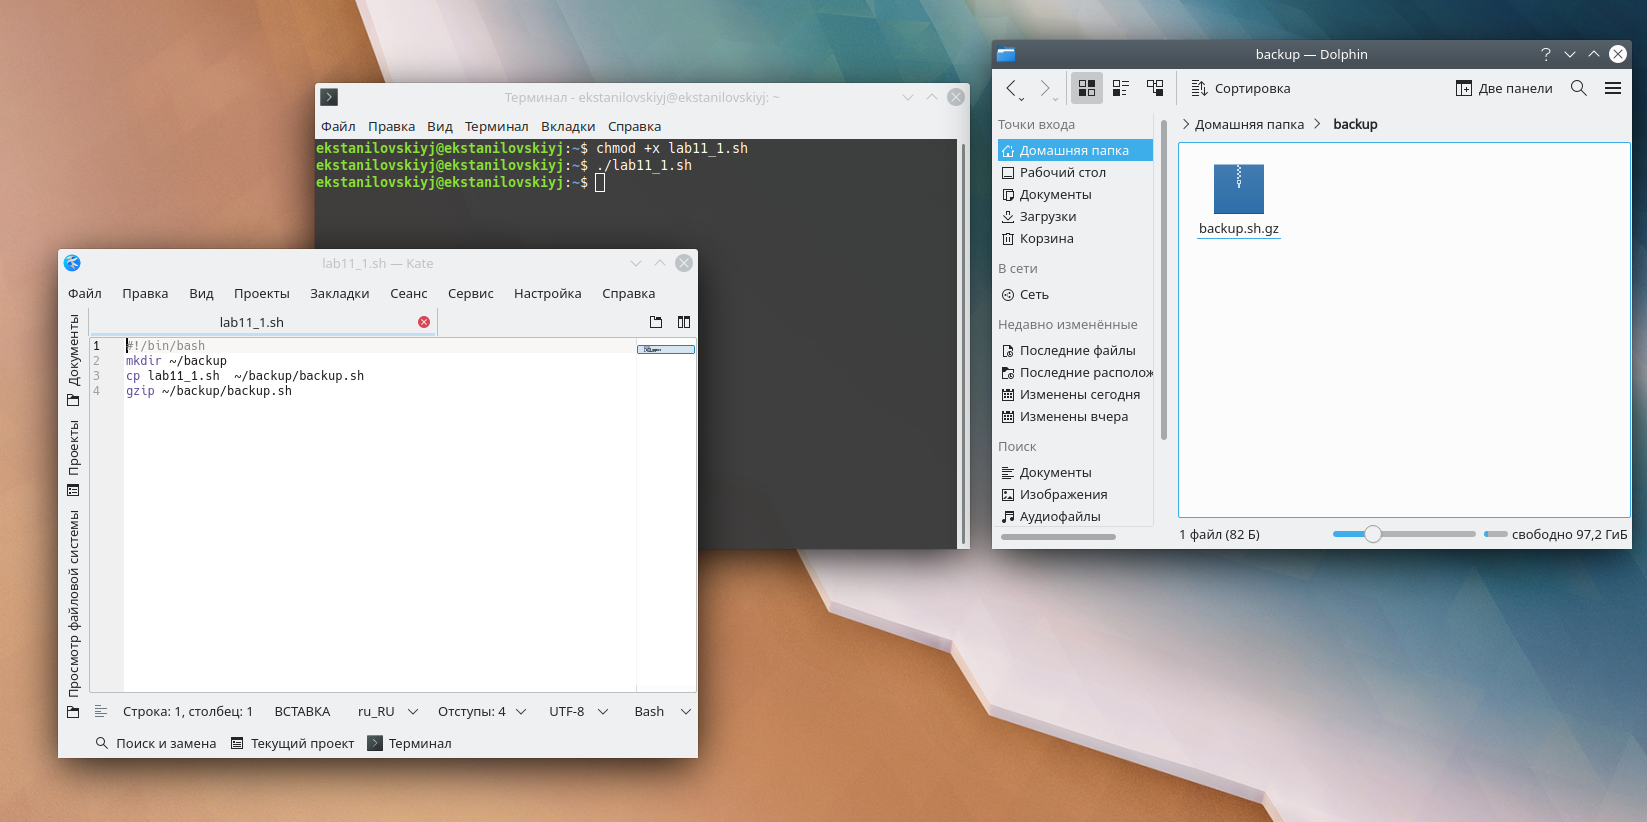 Терминал - ekstanilovskiyj@ekstanilovskiyj: ~
Файл Правка Вид Терминал Вкладки Справка
ekstanilovskiyj@ekstanilovskiyj:~$ chmod +x lab11_1.sh
ekstanilovskiyj@ekstanilovskiyj:~$ ./lab11_1.sh
ekstanilovskiyj@ekstanilovskiyj:~$
lab11_1.sh — Kate
Файл Правка Вид Проекты Закладки Сеанс Сервис Настройка Справка
lab11_1.sh
Документы
Проекты
Просмотр файловой системы
1 #!/bin/bash
2 mkdir ~/backup
3 cp lab11_1.sh  ~/backup/backup.sh
4 gzip ~/backup/backup.sh
Строка: 1, столбец: 1 ВСТАВКА ru_RU Отступы: 4 UTF-8 Bash
Поиск и замена Текущий проект Терминал
backup — Dolphin
Сортировка Две панели
Точки входа
Домашняя папка
Рабочий стол
Документы
Загрузки
Корзина
В сети
Сеть
Недавно изменённые
Последние файлы
Последние располож
Изменены сегодня
Изменены вчера
Поиск
Документы
Изображения
Аудиофайлы
Домашняя папка > backup
backup.sh.gz
1 файл (82 Б) свободно 97,2 ГиБ